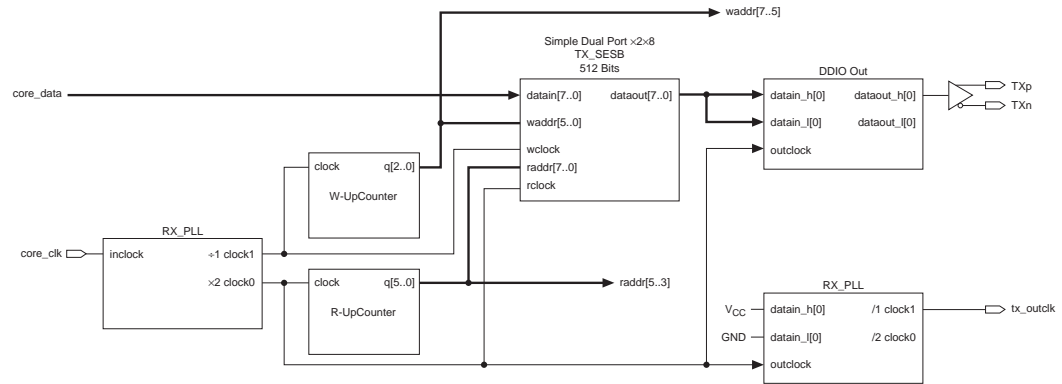 waddr[7..5]
Simple Dual Port ×2×8
TX_SESB
512 Bits
DDIO Out
core_data
datain[7..0] dataout[7..0]
datain_h[0] dataout_h[0]
TXp
TXn
waddr[5..0]
datain_l[0] dataout_l[0]
wclock
outclock
clock q[2..0]
raddr[7..0]
W-UpCounter
rclock
RX_PLL
core_clk
inclock ÷1 clock1
×2 clock0
clock q[5..0]
raddr[5..3]
R-UpCounter
RX_PLL
VCC datain_h[0] /1 clock1 tx_outclk
GND datain_l[0] /2 clock0
outclock